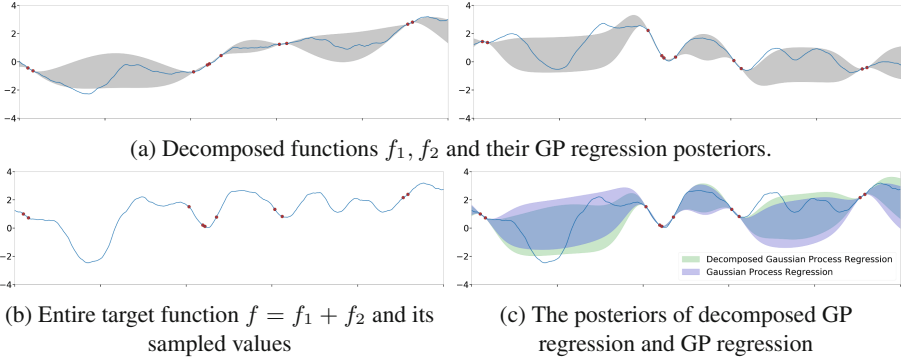 4
2
0
−2
−4
4
2
0
−2
−4
(a) Decomposed functions f₁, f₂ and their GP regression posteriors.
4
2
0
−2
−4
4
2
0
−2
−4
Decomposed Gaussian Process Regression
Gaussian Process Regression
(b) Entire target function f = f₁ + f₂ and its
sampled values
(c) The posteriors of decomposed GP
regression and GP regression